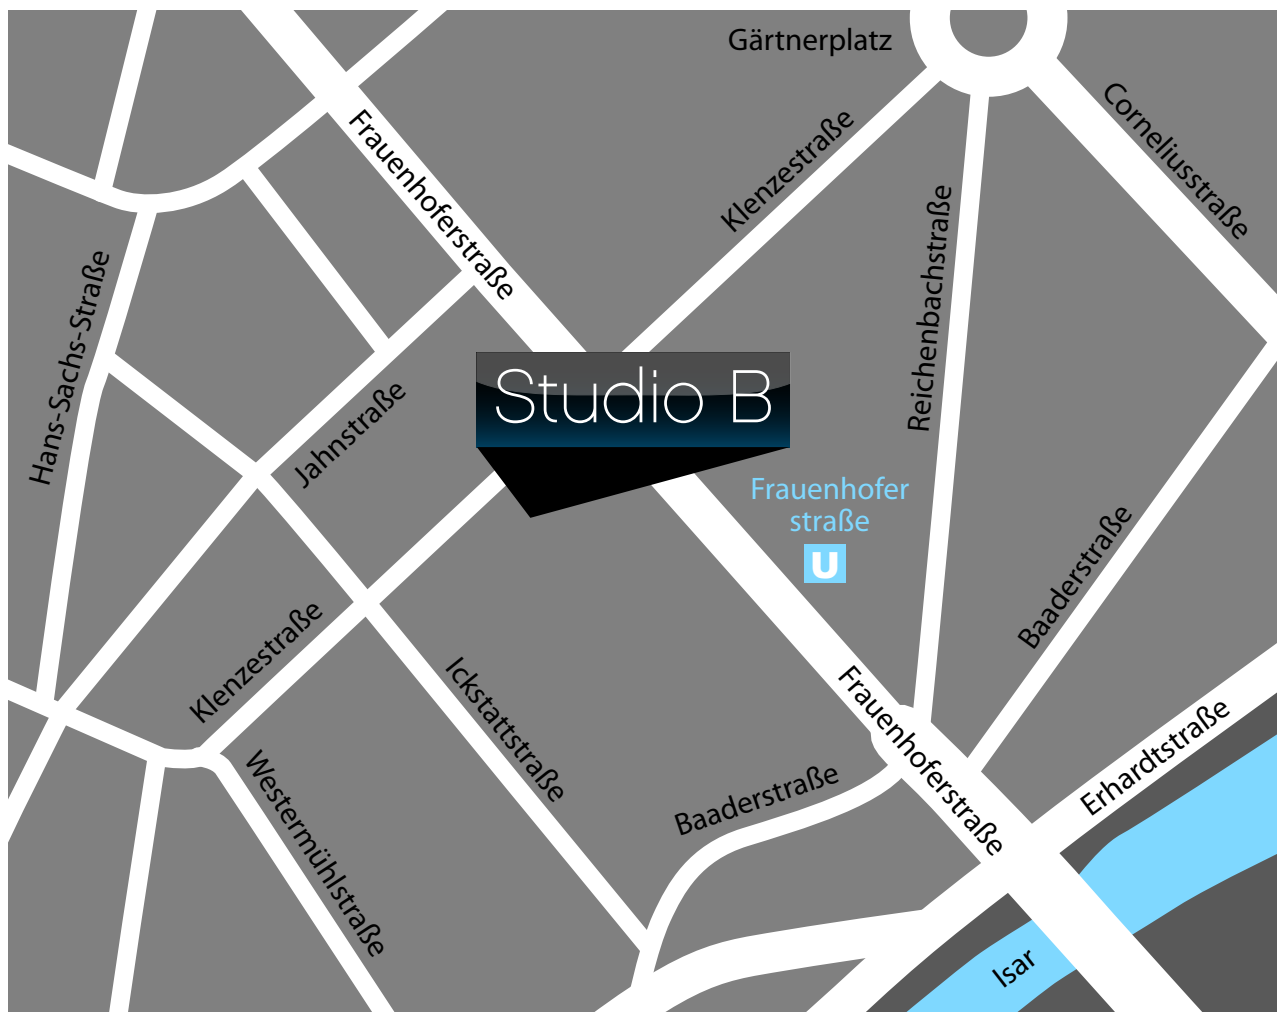 Gärtnerplatz
Corneliusstraße
Klenzestraße
Frauenhoferstraße
Reichenbachstraße
Hans-Sachs-Straße
Jahnstraße
Studio B
Frauenhofer
straße
U
Baaderstraße
Klenzestraße
Ickstattstraße
Frauenhoferstraße
Erhardtstraße
Westermühlstraße
Baaderstraße
Isar